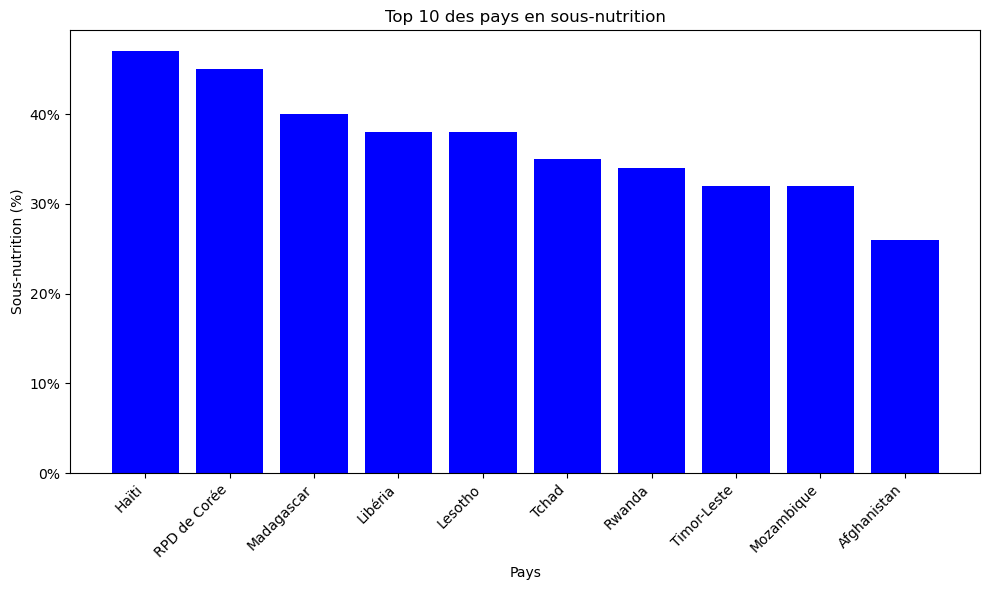 Top 10 des pays en sous-nutrition
Sous-nutrition (%)
40%
30%
20%
10%
0%
Haïti
RPD de Corée
Madagascar
Libéria
Lesotho
Tchad
Rwanda
Timor-Leste
Mozambique
Afghanistan
Pays